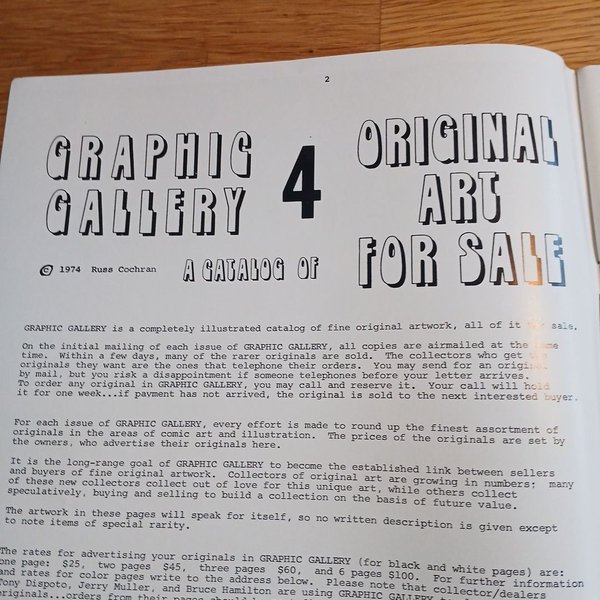 2
GRAPHIC
GALLERY
4
ORIGINAL
ART
FOR SALE
© 1974 Russ Cochran
A CATALOG OF
GRAPHIC GALLERY is a completely illustrated catalog of fine original artwork, all of it for sale.
On the initial mailing of each issue of GRAPHIC GALLERY, all copies are airmailed at the same
time. Within a few days, many of the rarer originals are sold. The collectors who get the
originals they want are the ones that telephone their orders. You may send for an original
by mail, but you risk a disappointment if someone telephones before your letter arrives.
To order any original in GRAPHIC GALLERY, you may call and reserve it. Your call will hold
it for one week...if payment has not arrived, the original is sold to the next interested buyer.
For each issue of GRAPHIC GALLERY, every effort is made to round up the finest assortment of
originals in the areas of comic art and illustration. The prices of the originals are set by
the owners, who advertise their originals here.
It is the long-range goal of GRAPHIC GALLERY to become the established link between sellers
and buyers of fine original artwork. Collectors of original art are growing in numbers; many
of these new collectors collect out of love for this unique art, while others collect
speculatively, buying and selling to build a collection on the basis of future value.
The artwork in these pages will speak for itself, so no written description is given except
to note items of special rarity.
The rates for advertising your originals in GRAPHIC GALLERY (for black and white pages) are:
one page: $25, two pages $45, three pages $60, and 6 pages $100. For further information
and rates for color pages write to the address below. Please note that collector/dealers
Tony Dispoto, Jerry Muller, and Bruce Hamilton are using GRAPHIC GALLERY
originals...orders from their pages should